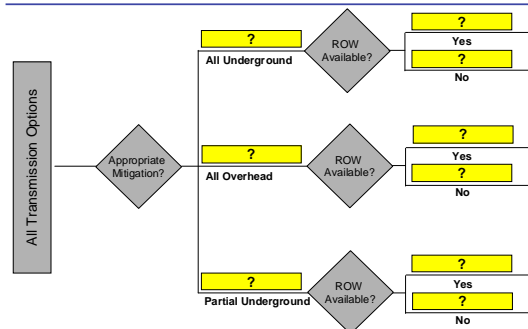 All Transmission Options
Appropriate
Mitigation?
?
All Underground
ROW
Available?
?
Yes
?
No
?
All Overhead
ROW
Available?
?
Yes
?
No
?
Partial Underground
ROW
Available?
?
Yes
?
No